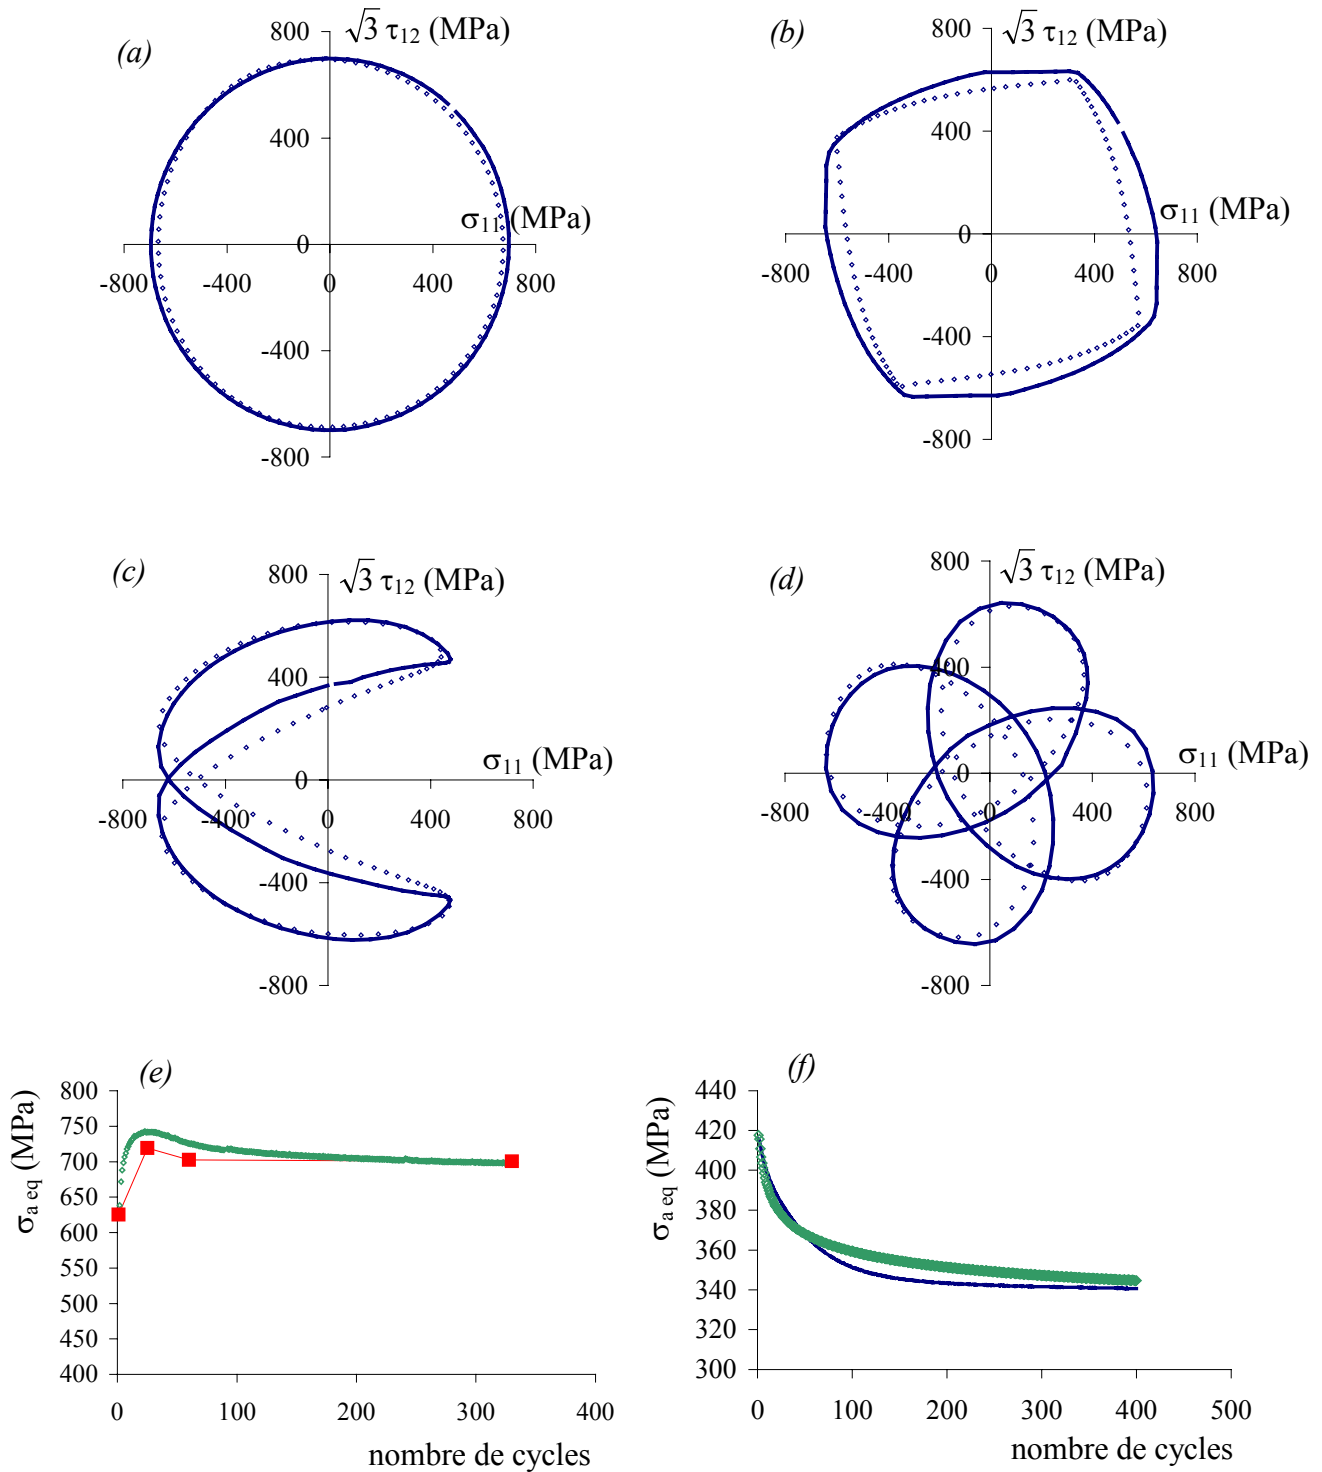 (a)
√3 τ12 (MPa)
800
400
0
-400
-800
-800 -400 0 400 800
σ11 (MPa)
(b)
√3 τ12 (MPa)
800
400
0
-400
-800
-800 -400 0 400 800
σ11 (MPa)
(c)
√3 τ12 (MPa)
800
400
0
-400
-800
-800 -400 0 400 800
σ11 (MPa)
(d)
√3 τ12 (MPa)
800
400
0
-400
-800
-800 -400 0 400 800
σ11 (MPa)
(e)
σa eq (MPa)
800
750
700
650
600
550
500
450
400
0 100 200 300 400
nombre de cycles
(f)
σa eq (MPa)
440
420
400
380
360
340
320
300
0 100 200 300 400 500
nombre de cycles